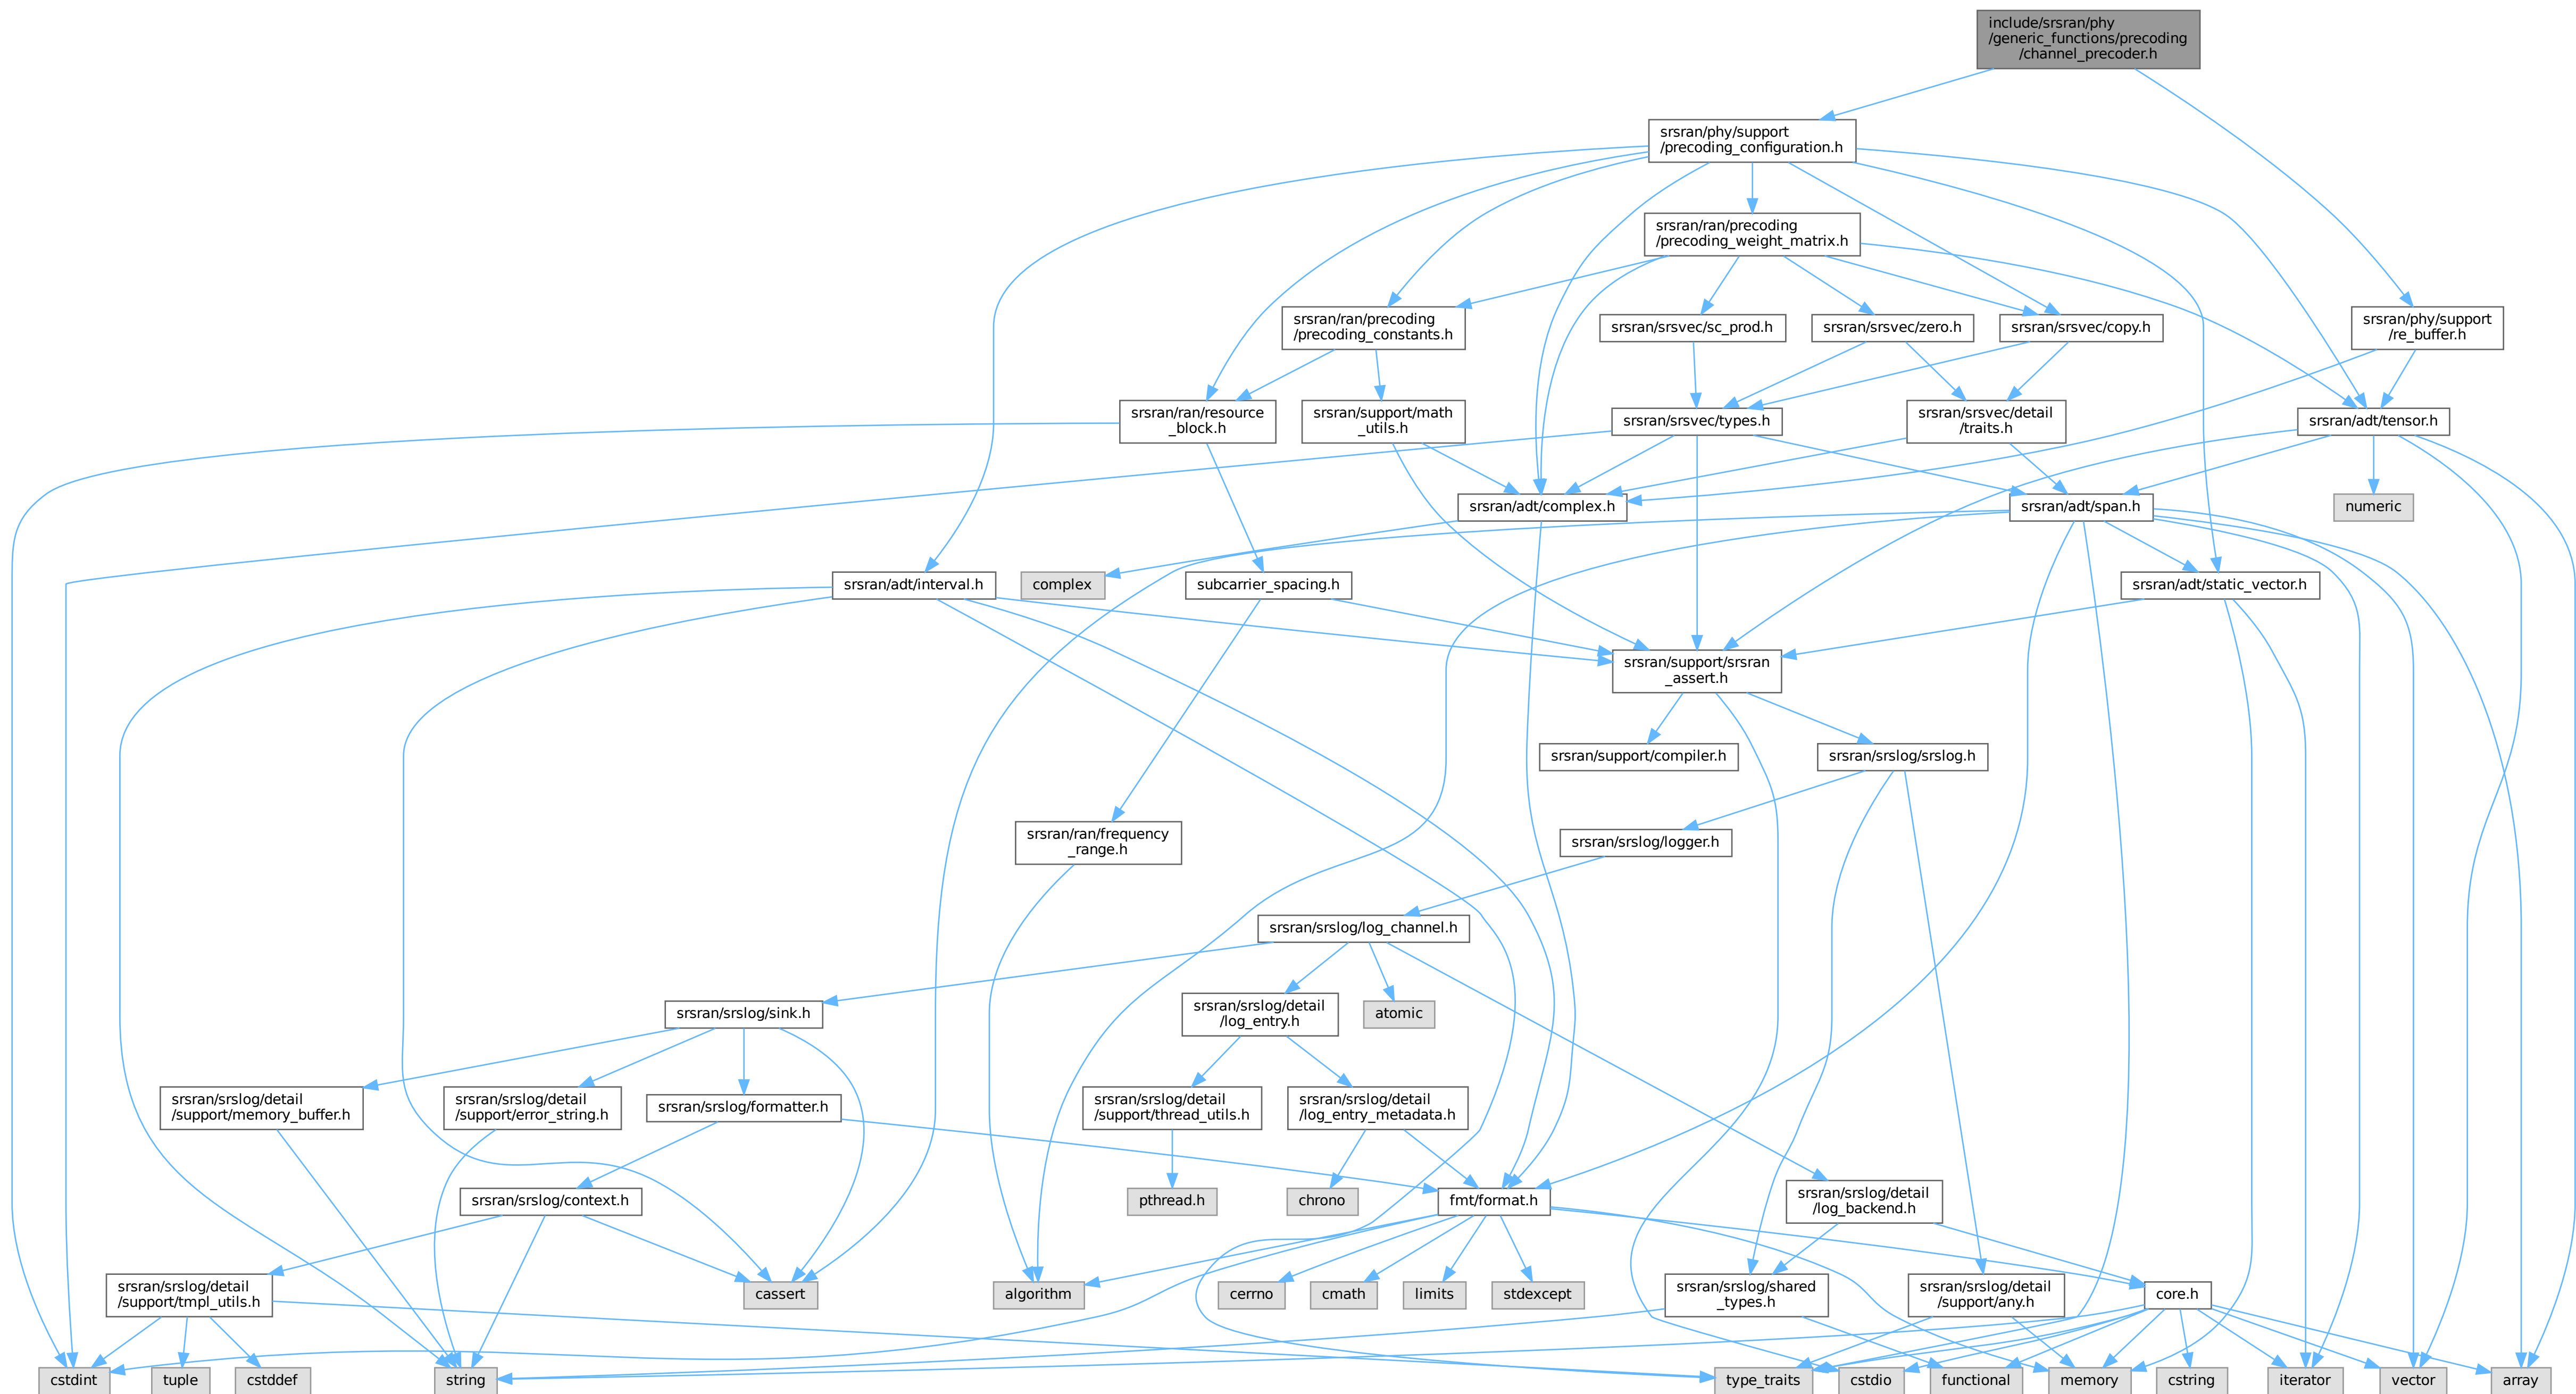 include/srsran/phy
/generic_functions/precoding
/channel_precoder.h
srsran/phy/support
/precoding_configuration.h
srsran/ran/precoding
/precoding_weight_matrix.h
srsran/ran/precoding
/precoding_constants.h
srsran/srsvec/sc_prod.h
srsran/srsvec/zero.h
srsran/srsvec/copy.h
srsran/phy/support
/re_buffer.h
srsran/ran/resource
_block.h
srsran/support/math
_utils.h
srsran/srsvec/types.h
srsran/srsvec/detail
/traits.h
srsran/adt/tensor.h
srsran/adt/complex.h
srsran/adt/span.h
numeric
srsran/adt/interval.h
complex
subcarrier_spacing.h
srsran/adt/static_vector.h
srsran/support/srsran
_assert.h
srsran/support/compiler.h
srsran/srslog/srslog.h
srsran/ran/frequency
_range.h
srsran/srslog/logger.h
srsran/srslog/log_channel.h
srsran/srslog/sink.h
srsran/srslog/detail
/log_entry.h
atomic
srsran/srslog/detail
/support/memory_buffer.h
srsran/srslog/detail
/support/error_string.h
srsran/srslog/formatter.h
srsran/srslog/detail
/support/thread_utils.h
srsran/srslog/detail
/log_entry_metadata.h
srsran/srslog/context.h
pthread.h
chrono
fmt/format.h
srsran/srslog/detail
/log_backend.h
srsran/srslog/detail
/support/tmpl_utils.h
cassert
algorithm
cerrno
cmath
limits
stdexcept
srsran/srslog/shared
_types.h
srsran/srslog/detail
/support/any.h
core.h
cstdint
tuple
cstddef
string
type_traits
cstdio
functional
memory
cstring
iterator
vector
array